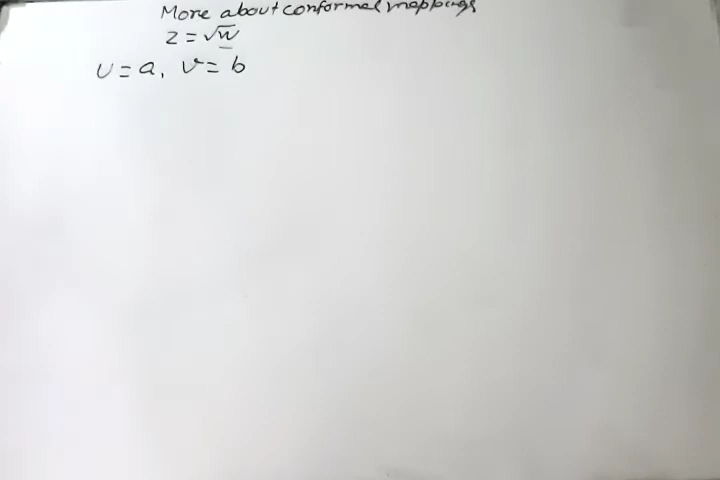 More about conformal mappings
z = √w
U = a, v = b